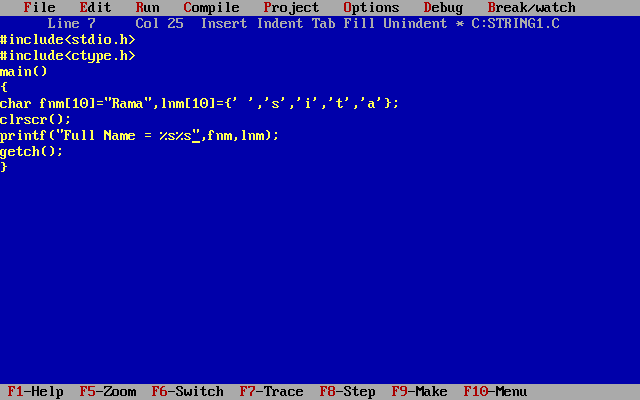 File Edit Run Compile Project Options Debug Break/watch
Line 7 Col 25 Insert Indent Tab Fill Unindent * C:STRING1.C
#include<stdio.h>
#include<ctype.h>
main()
{
char fnm[10]="Rama",lnm[10]={' ','s','i','t','a'};
clrscr();
printf("Full Name = %s%s",fnm,lnm);
getch();
}
F1-Help F5-Zoom F6-Switch F7-Trace F8-Step F9-Make F10-Menu